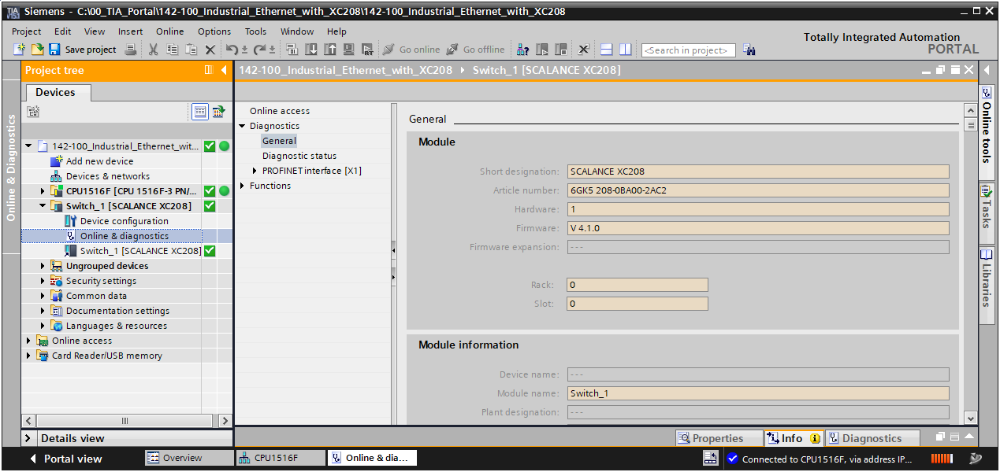 Siemens - C:\00_TIA_Portal\142-100_Industrial_Ethernet_with_XC208\142-100_Industrial_Ethernet_with_XC208
Project Edit View Insert Online Options Tools Window Help
Totally Integrated Automation
PORTAL
Save project
Go online
Go offline
<Search in project>
Project tree
142-100_Industrial_Ethernet_with_XC208 Switch_1 [SCALANCE XC208]
Devices
Online & Diagnostics
142-100_Industrial_Ethernet_wit...
Add new device
Devices & networks
CPU1516F [CPU 1516F-3 PN/...
Switch_1 [SCALANCE XC208]
Device configuration
Online & diagnostics
Switch_1 [SCALANCE XC208]
Ungrouped devices
Security settings
Common data
Documentation settings
Languages & resources
Online access
Card Reader/USB memory
Details view
Online access
Diagnostics
General
Diagnostic status
PROFINET interface [X1]
Functions
General
Module
Short designation: SCALANCE XC208
Article number: 6GK5 208-0BA00-2AC2
Hardware: 1
Firmware: V 4.1.0
Firmware expansion: ---
Rack: 0
Slot: 0
Module information
Device name: ---
Module name: Switch_1
Plant designation: ---
Online tools
Tasks
Libraries
Properties
Info
Diagnostics
Portal view
Overview
CPU1516F
Online & dia...
Connected to CPU1516F, via address IP...